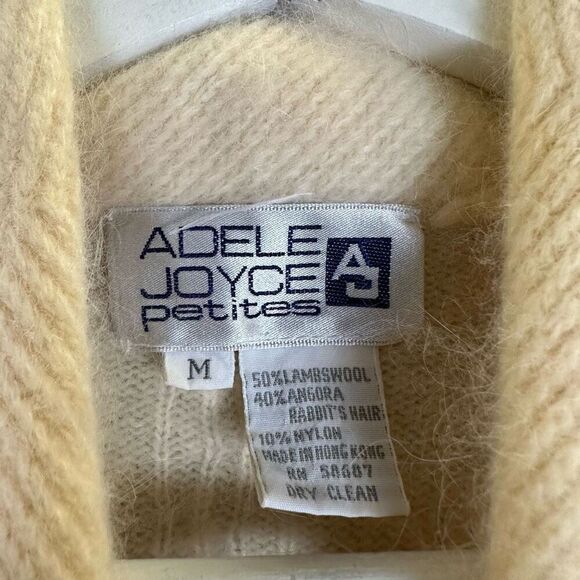 ADELE
JOYCE
petites
AJ
M
50% LAMBSWOOL
40% ANGORA
RABBIT'S HAIR
10% NYLON
MADE IN HONG KONG
RN 58687
DRY CLEAN